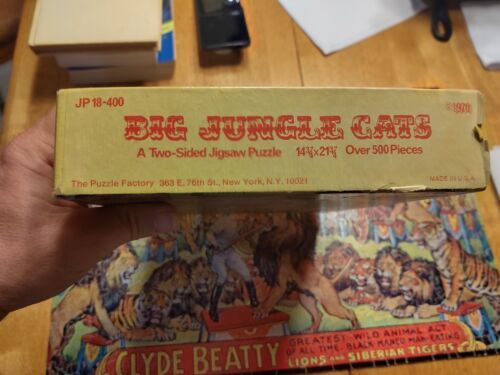 JP 18-400
© 1970
BIG JUNGLE CATS
A Two-Sided Jigsaw Puzzle 14¾x21¾ Over 500 Pieces
The Puzzle Factory 363 E. 76th St., New York, N.Y. 10021
MADE IN U.S.A.
CLYDE BEATTY
GREATEST WILD ANIMAL ACT
OF ALL TIME. BLACK-MANED MAN-EATING
LIONS AND SIBERIAN TIGERS